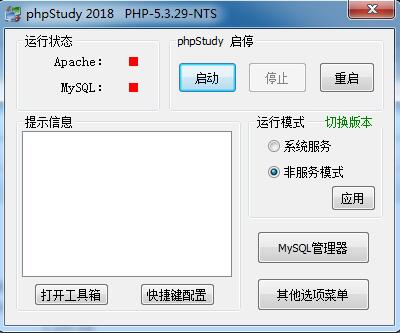 phpStudy 2018   PHP-5.3.29-NTS
运行状态
Apache:
MySQL:
phpStudy 启停
启动 停止 重启
提示信息
运行模式 切换版本
系统服务
非服务模式
应用
MySQL管理器
打开工具箱 快捷键配置
其他选项菜单